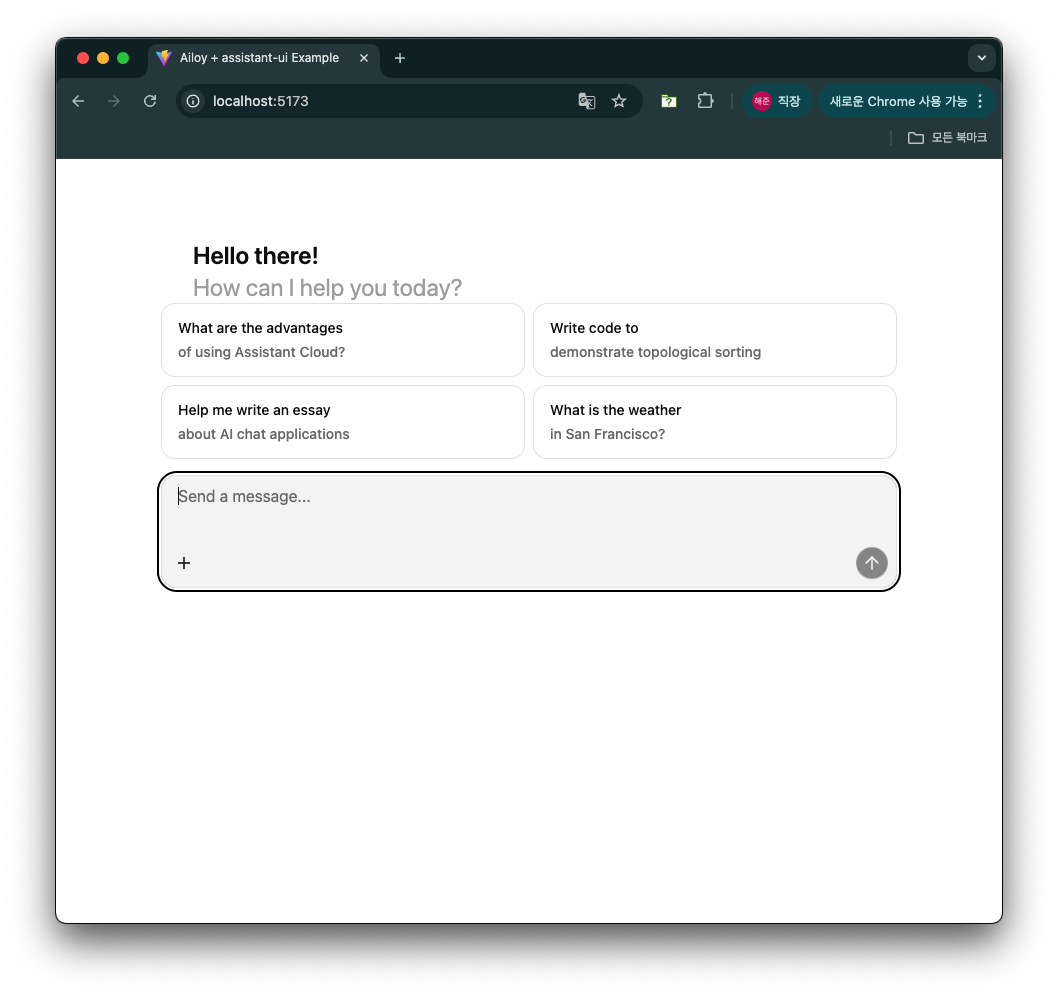 Ailoy + assistant-ui Example
localhost:5173
해준 직장
새로운 Chrome 사용 가능
모든 북마크
Hello there!
How can I help you today?
What are the advantages
of using Assistant Cloud?
Write code to
demonstrate topological sorting
Help me write an essay
about AI chat applications
What is the weather
in San Francisco?
Send a message...